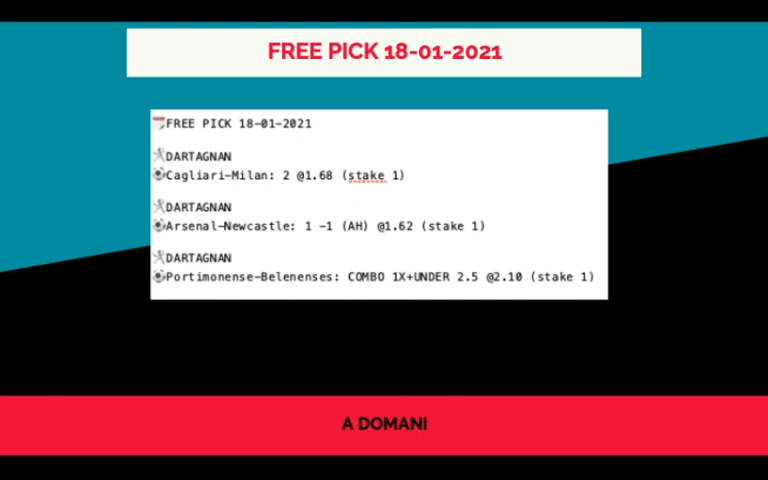 FREE PICK 18-01-2021
FREE PICK 18-01-2021
DARTAGNAN
Cagliari-Milan: 2 @1.68 (stake 1)
DARTAGNAN
Arsenal-Newcastle: 1 -1 (AH) @1.62 (stake 1)
DARTAGNAN
Portimonense-Belenenses: COMBO 1X+UNDER 2.5 @2.10 (stake 1)
A DOMANI